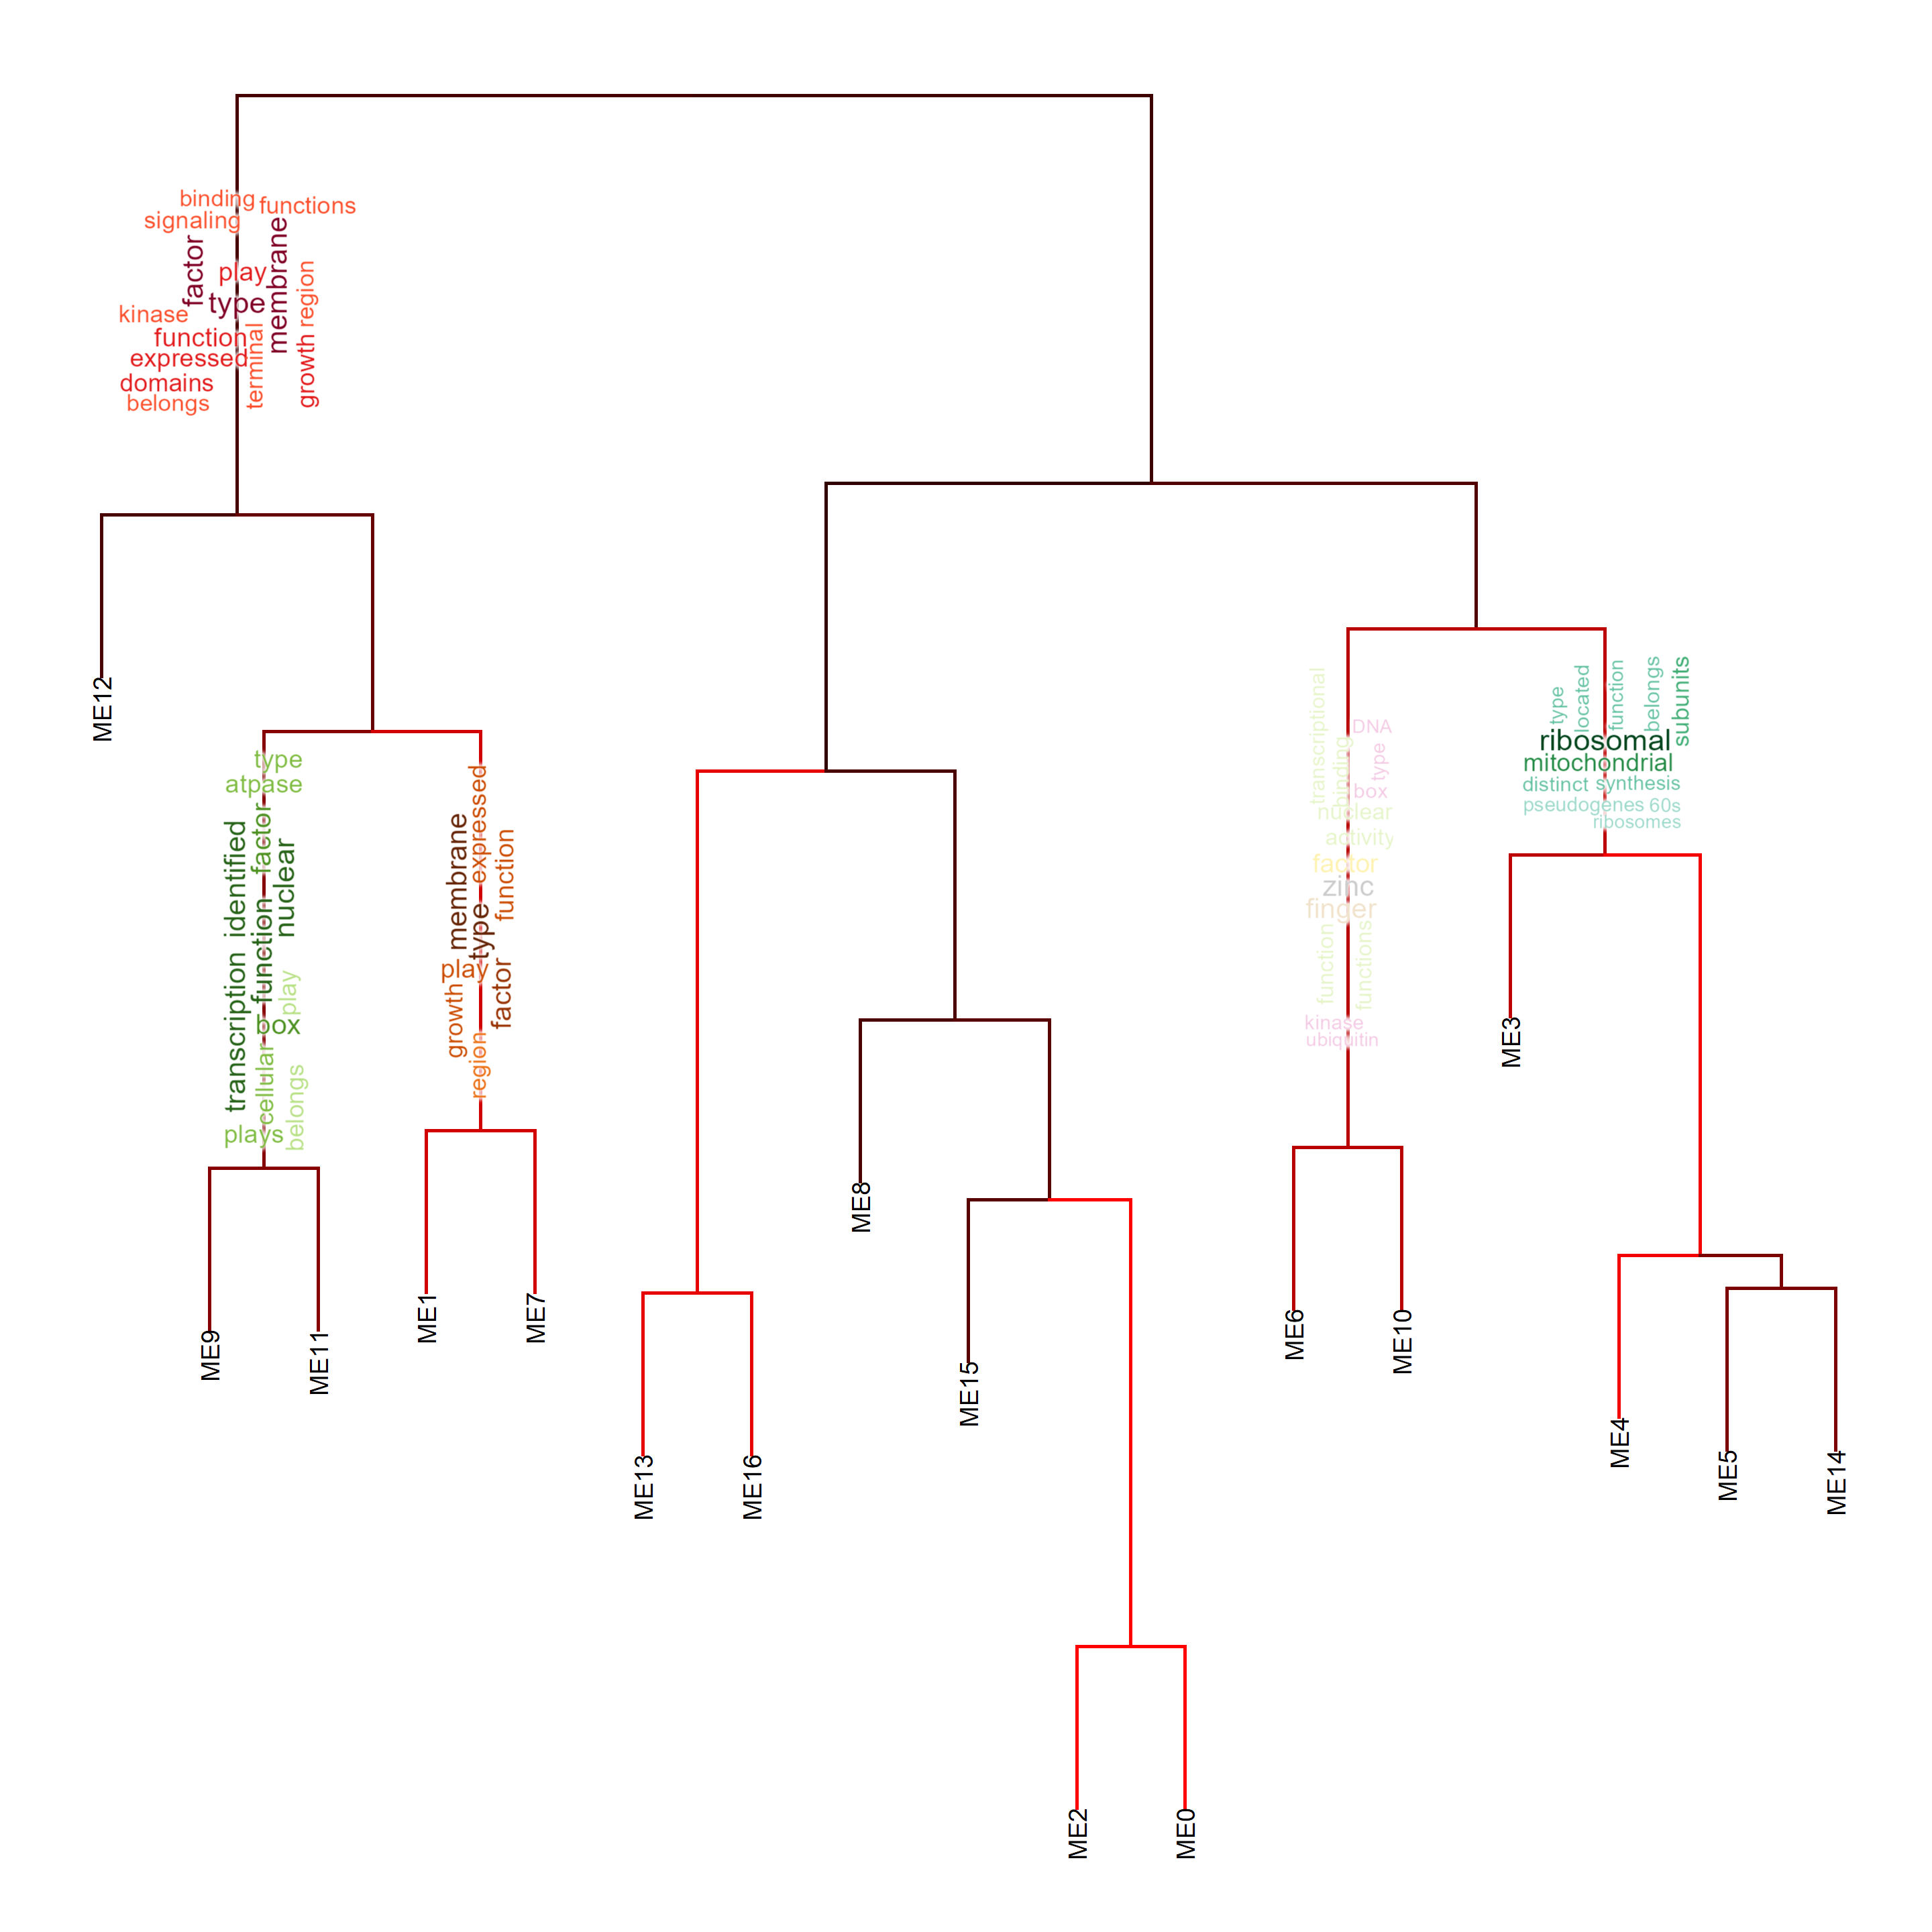 binding
functions
signaling
factor
membrane
play
region
type
kinase
function
terminal
growth
expressed
domains
belongs
ME12
type
located
function
belongs
subunits
ribosomal
mitochondrial
distinct
synthesis
pseudogenes
60s
ribosomes
transcriptional
DNA
binding
type
box
nuclear
activity
factor
zinc
finger
function
functions
kinase
ubiquitin
type
atpase
factor
identified
nuclear
function
transcription
play
box
cellular
belongs
plays
expressed
membrane
function
type
play
factor
growth
region
ME3
ME8
ME9
ME11
ME1
ME7
ME6
ME10
ME15
ME13
ME16
ME4
ME5
ME14
ME2
ME0